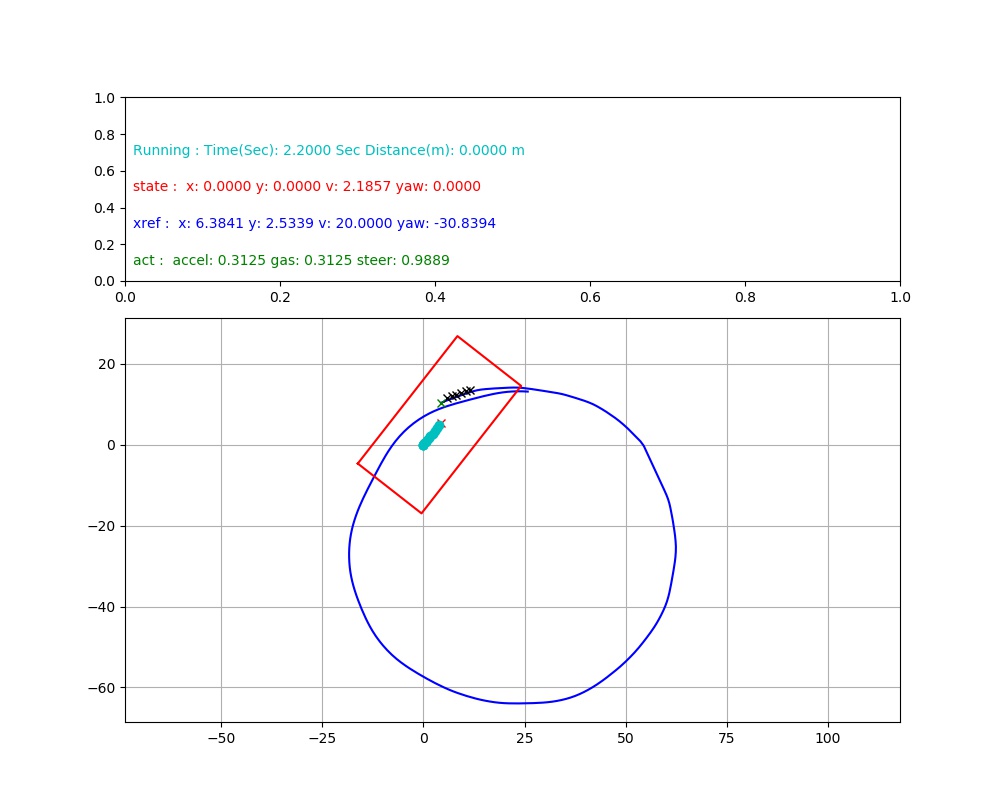 1.0
0.8
Running : Time(Sec): 2.2000 Sec Distance(m): 0.0000 m
0.6
state :  x: 0.0000 y: 0.0000 v: 2.1857 yaw: 0.0000
0.4
xref :  x: 6.3841 y: 2.5339 v: 20.0000 yaw: -30.8394
0.2
act :  accel: 0.3125 gas: 0.3125 steer: 0.9889
0.0
0.0 0.2 0.4 0.6 0.8 1.0
20
0
−20
−40
−60
−50 −25 0 25 50 75 100